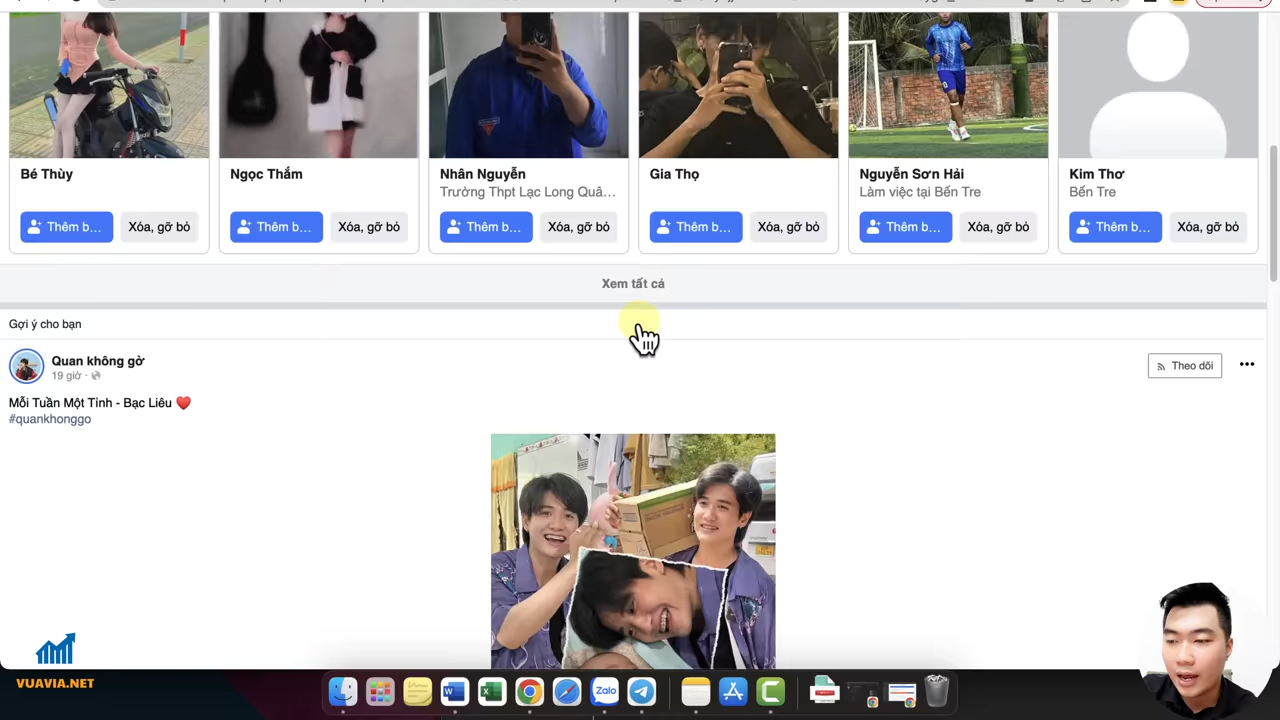 Bé Thùy
Ngọc Thắm
Nhân Nguyễn
Gia Thọ
Nguyễn Sơn Hải
Kim Thơ
Trường Thpt Lạc Long Quâ...
Làm việc tại Bến Tre
Bến Tre
Thêm b... Xóa, gỡ bỏ
Thêm b... Xóa, gỡ bỏ
Thêm b... Xóa, gỡ bỏ
Thêm b... Xóa, gỡ bỏ
Thêm b... Xóa, gỡ bỏ
Thêm b... Xóa, gỡ bỏ
Xem tất cả
Gợi ý cho bạn
Quan không gờ
19 giờ ·
Theo dõi
Mỗi Tuần Một Tỉnh - Bạc Liêu
#quankhonggo
VUAVIA.NET
Zalo